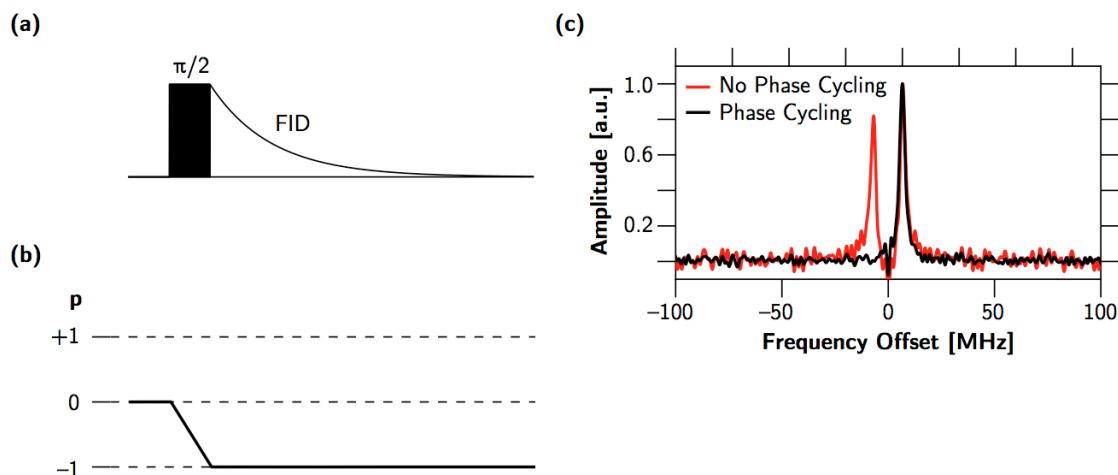 (a)
π/2
FID
(b)
p
+1
0
−1
(c)
No Phase Cycling
Phase Cycling
1.0
0.6
0.2
Amplitude [a.u.]
−100
−50
0
50
100
Frequency Offset [MHz]